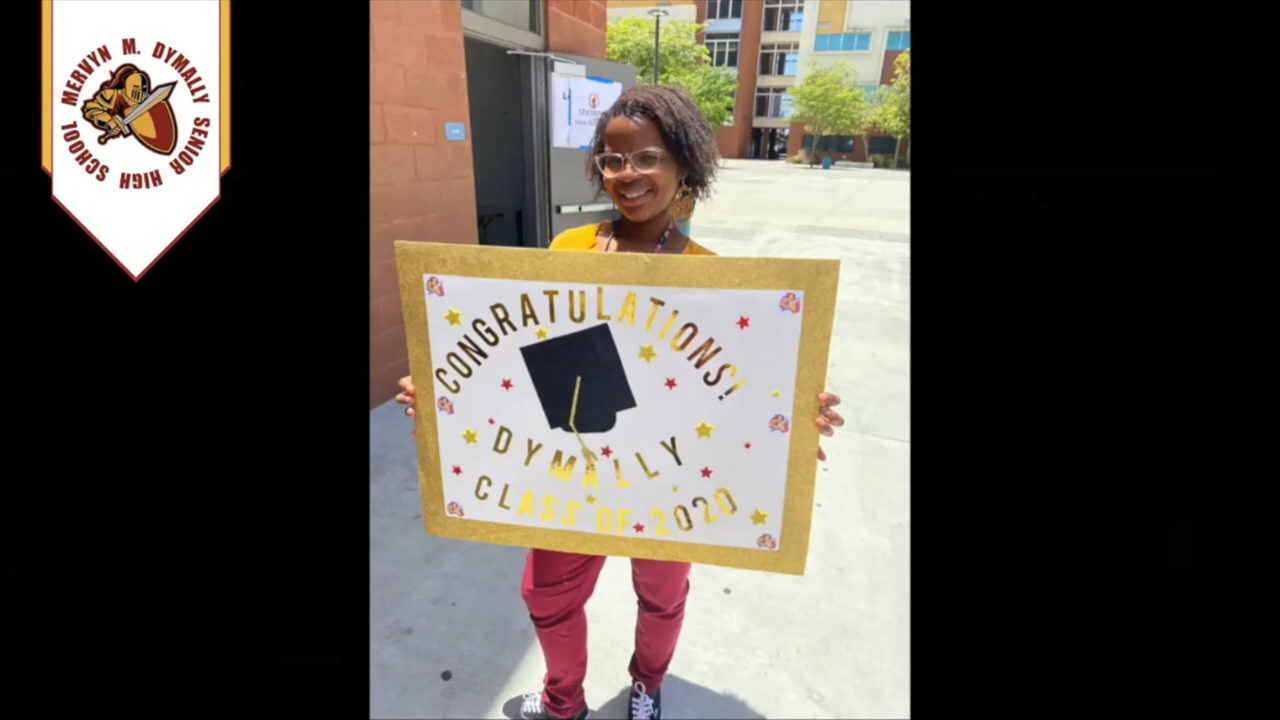 MERVYN M. DYMALLY SENIOR HIGH SCHOOL
CONGRATULATIONS!
DYMALLY
CLASS OF 2020